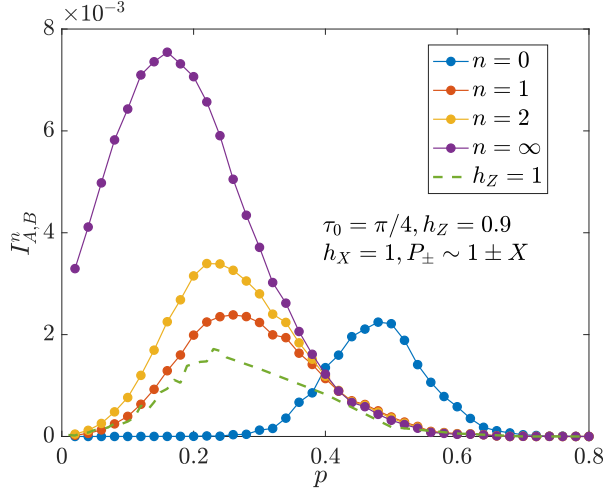 ×10⁻³
8
6
4
2
0
I^n_{A,B}
n = 0
n = 1
n = 2
n = ∞
h_Z = 1
τ_0 = π/4, h_Z = 0.9
h_X = 1, P_± ∼ 1 ± X
0 0.2 0.4 0.6 0.8
p